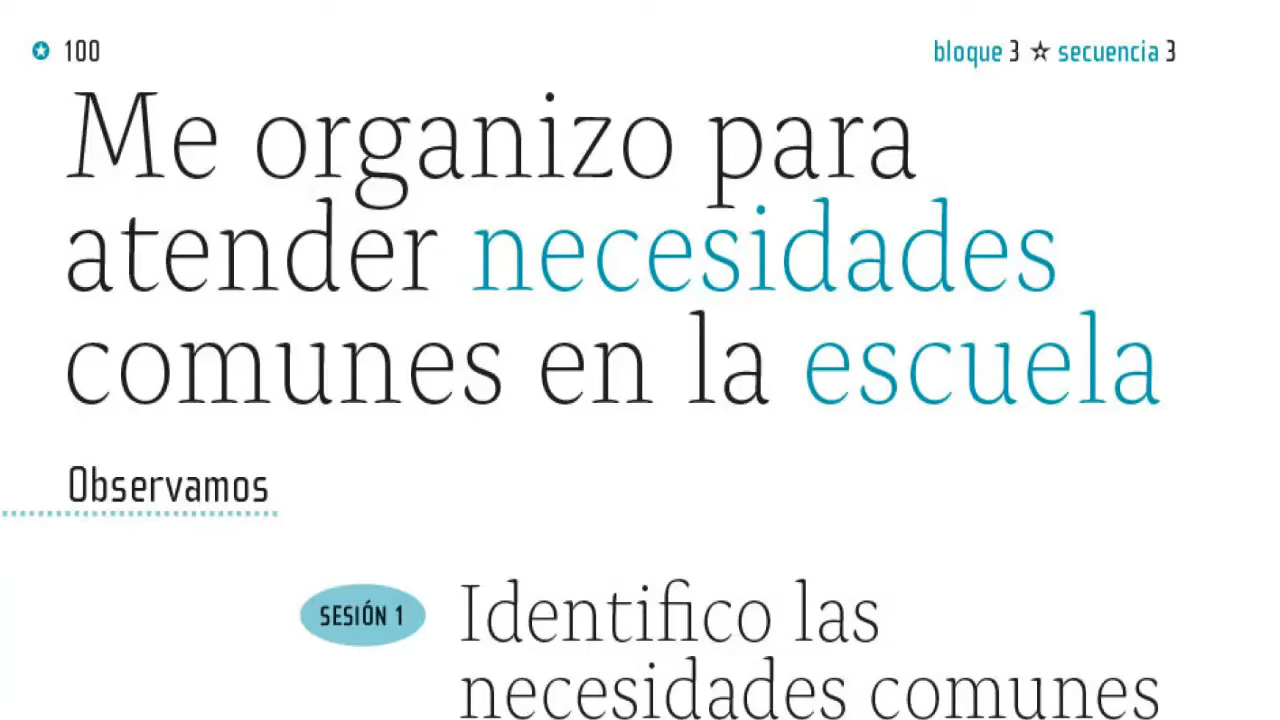 100
bloque 3 ☆ secuencia 3
Me organizo para
atender necesidades
comunes en la escuela
Observamos
SESIÓN 1
Identifico las
necesidades comunes